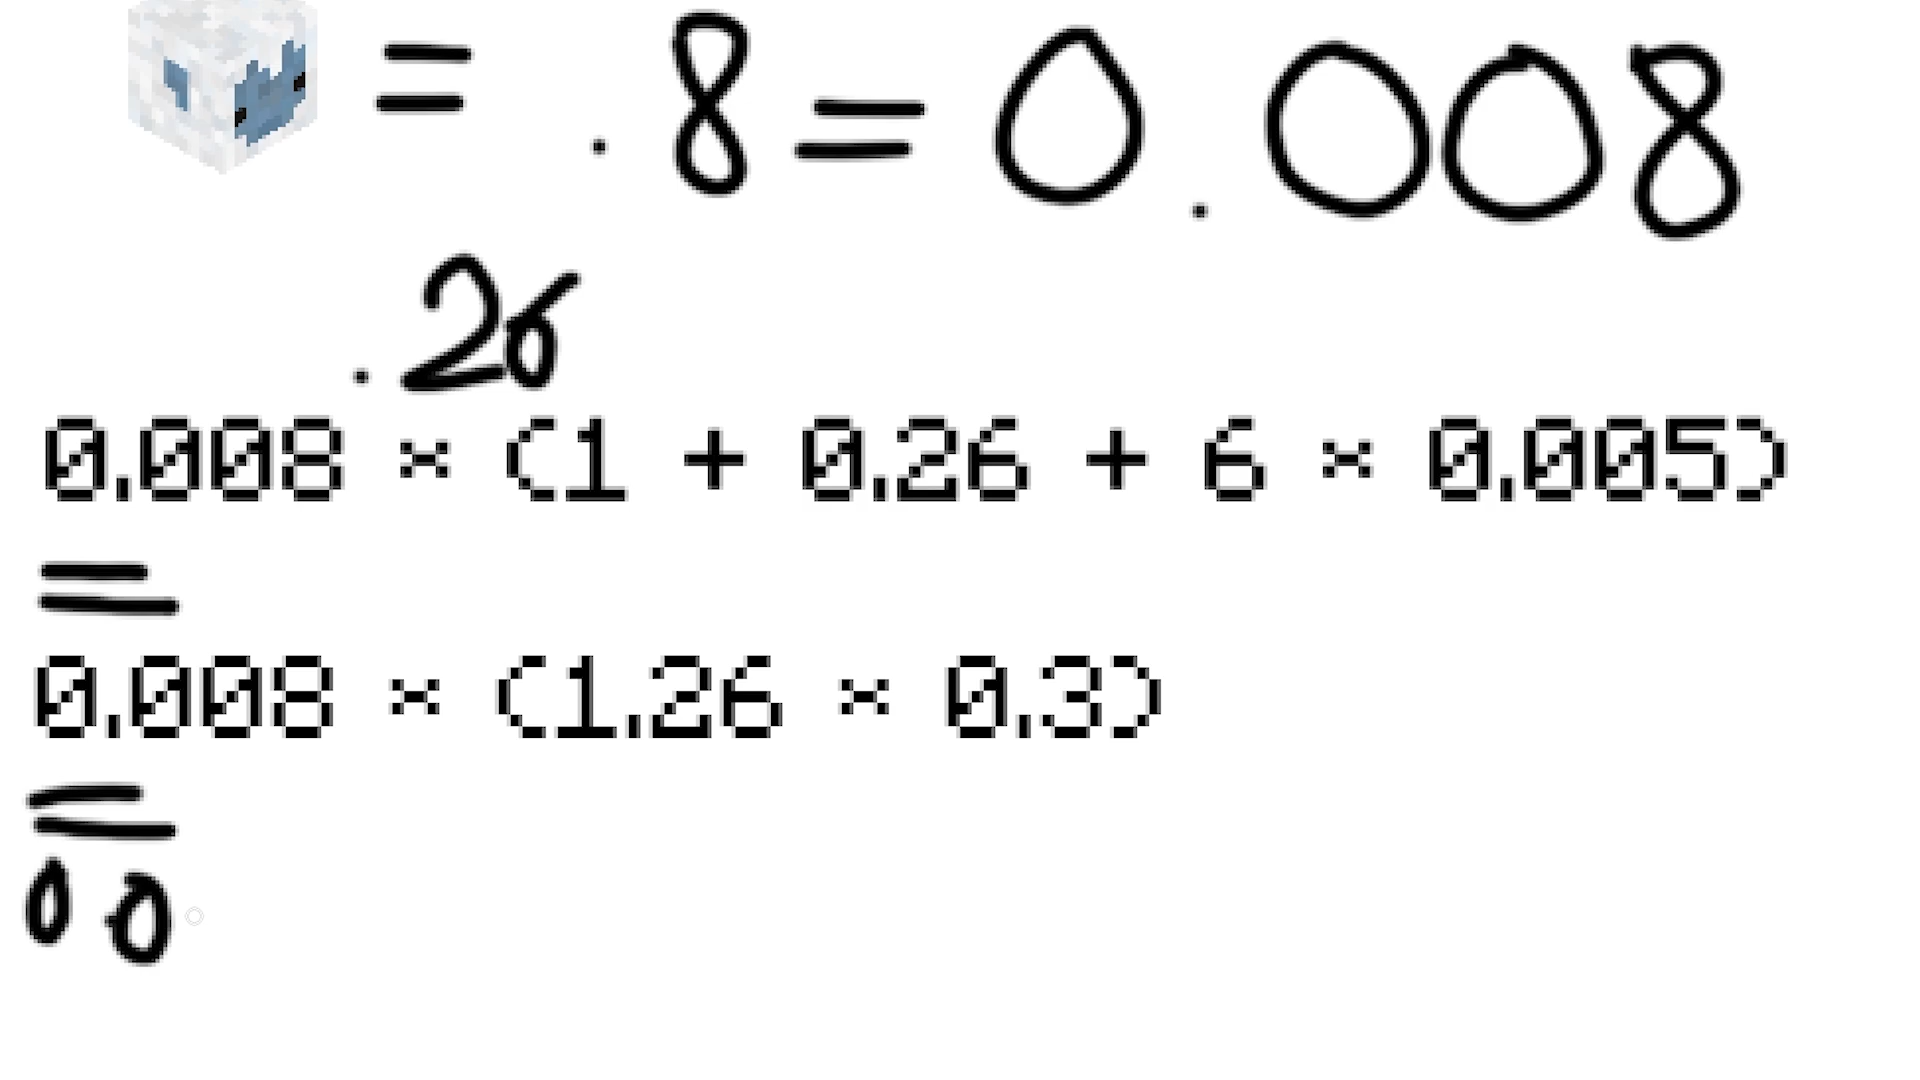 = .8 = 0.008
.26
0.008 × (1 + 0.26 + 6 × 0.005)
=
0.008 × (1.26 × 0.3)
=
0 0